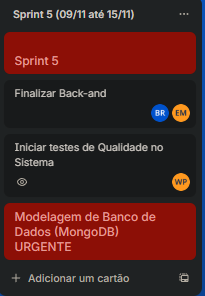 Sprint 5 (09/11 até 15/11) ...
Sprint 5
Finalizar Back-and
BR EM
Iniciar testes de Qualidade no
Sistema
WP
Modelagem de Banco de
Dados (MongoDB)
URGENTE
+ Adicionar um cartão